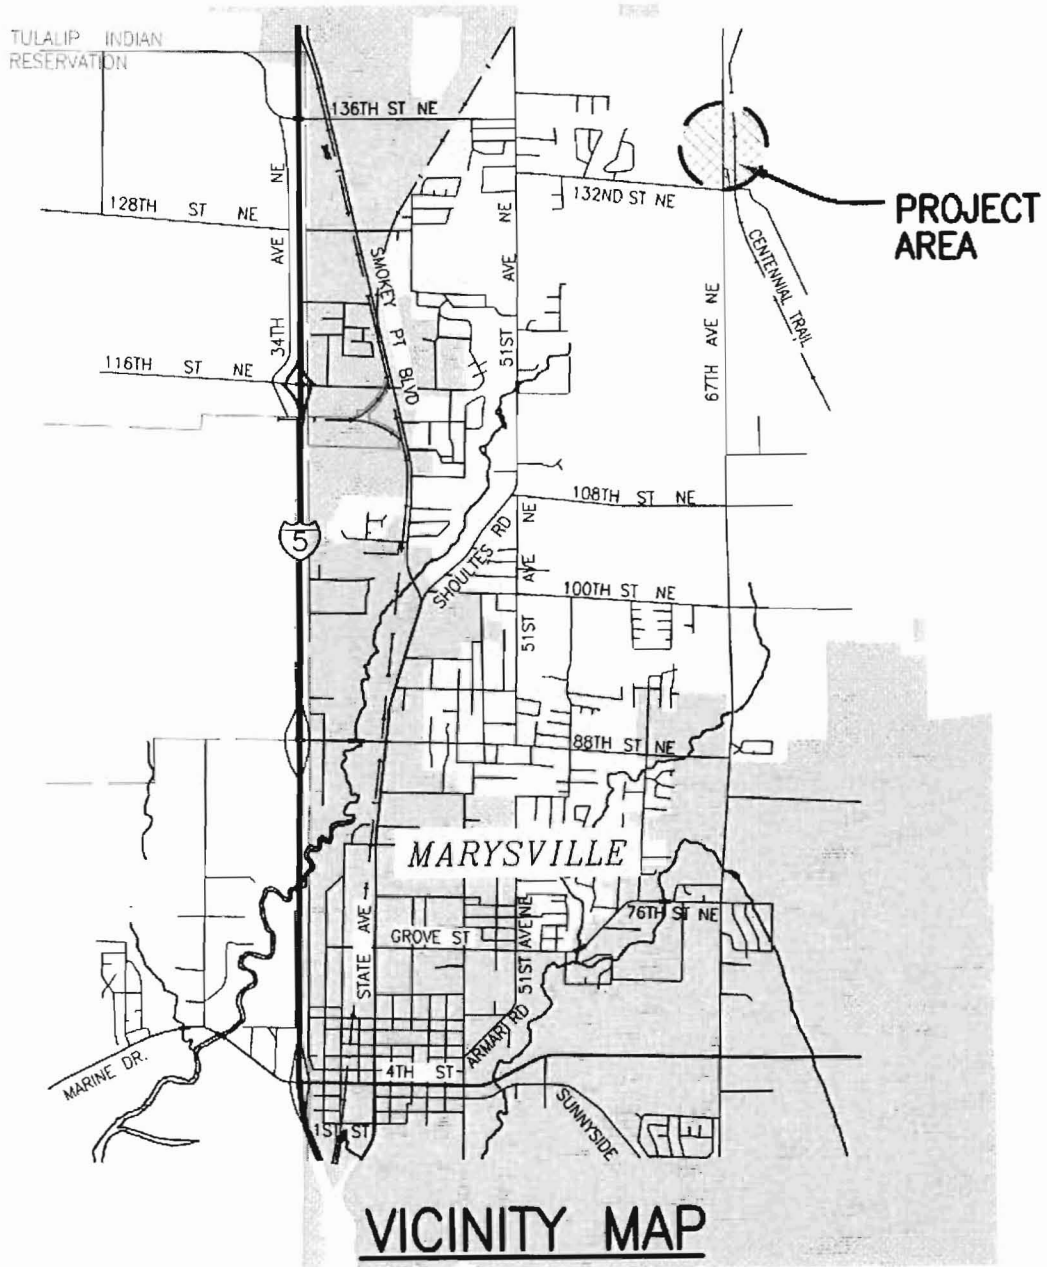 TULALIP INDIAN
RESERVATION
136TH ST NE
128TH ST NE
132ND ST NE
PROJECT
AREA
34TH AVE NE
SMOKEY PT BLVD
51ST AVE NE
67TH AVE NE
CENTENNIAL TRAIL
116TH ST NE
108TH ST NE
5
SHOULTES RD
51ST AVE NE
100TH ST NE
88TH ST NE
MARYSVILLE
76TH ST NE
GROVE ST
STATE AVE
51ST AVE NE
ARMAR RD
MARINE DR.
4TH ST
SUNNYSIDE
1ST ST
VICINITY MAP